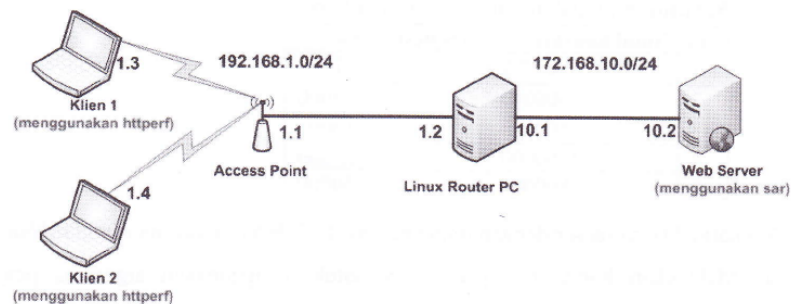 1.3
192.168.1.0/24
172.168.10.0/24
Klien 1
(menggunakan httperf)
1.1
1.2
10.1
10.2
Access Point
Linux Router PC
Web Server
(menggunakan sar)
1.4
Klien 2
(menggunakan httperf)